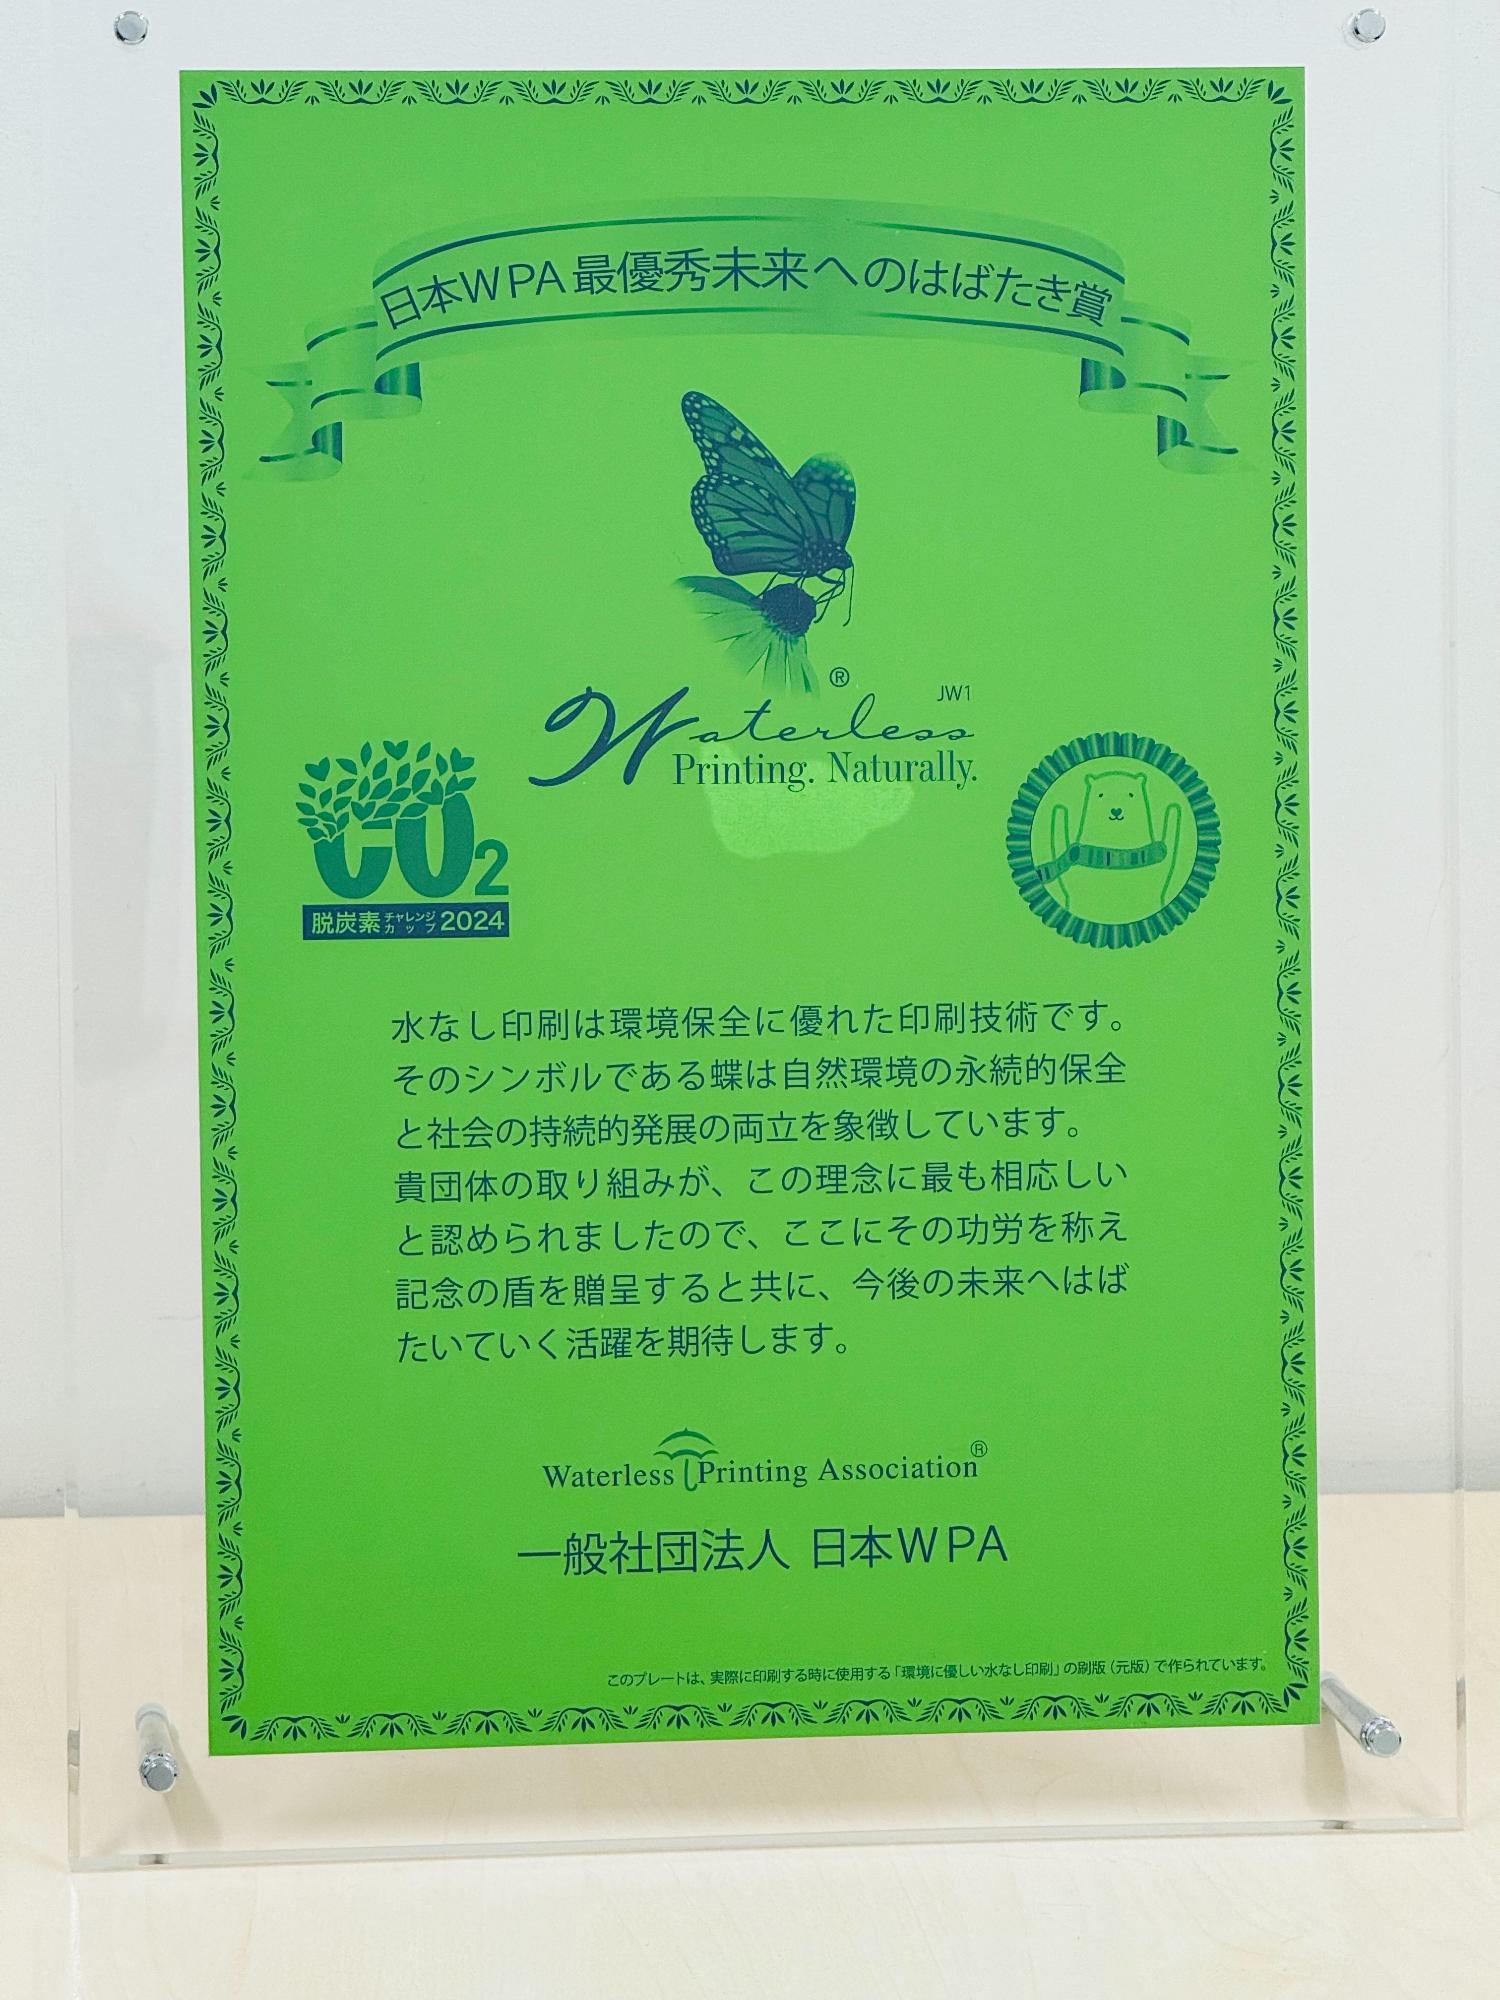 日本WPA 最優秀未来へのはばたき賞
®
JW1
Waterless
Printing. Naturally.
CO2
脱炭素チャレンジカップ2024
水なし印刷は環境保全に優れた印刷技術です。
そのシンボルである蝶は自然環境の永続的保全
と社会の持続的発展の両立を象徴しています。
貴団体の取り組みが、この理念に最も相応しい
と認められましたので、ここにその功労を称え
記念の盾を贈呈すると共に、今後の未来へはば
たいていく活躍を期待します。
Waterless Printing Association®
一般社団法人 日本WPA
このプレートは、実際に印刷する時に使用する「環境に優しい水なし印刷」の刷版（元版）で作られています。